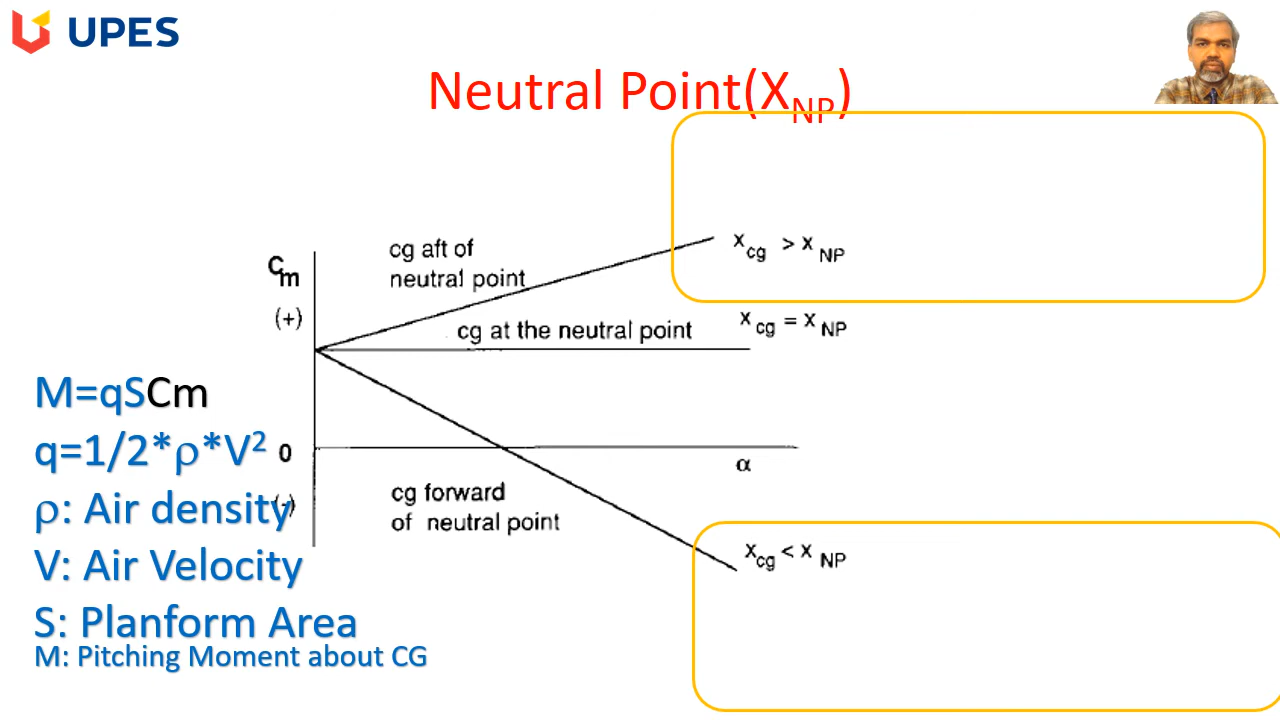 UPES
Neutral Point(XNP)
cg aft of
neutral point
xcg > xNP
Cm
(+)
cg at the neutral point
xcg = xNP
M=qSCm
q=1/2*ρ*V²
0
α
ρ: Air density
(-)
cg forward
of neutral point
xcg < xNP
V: Air Velocity
S: Planform Area
M: Pitching Moment about CG